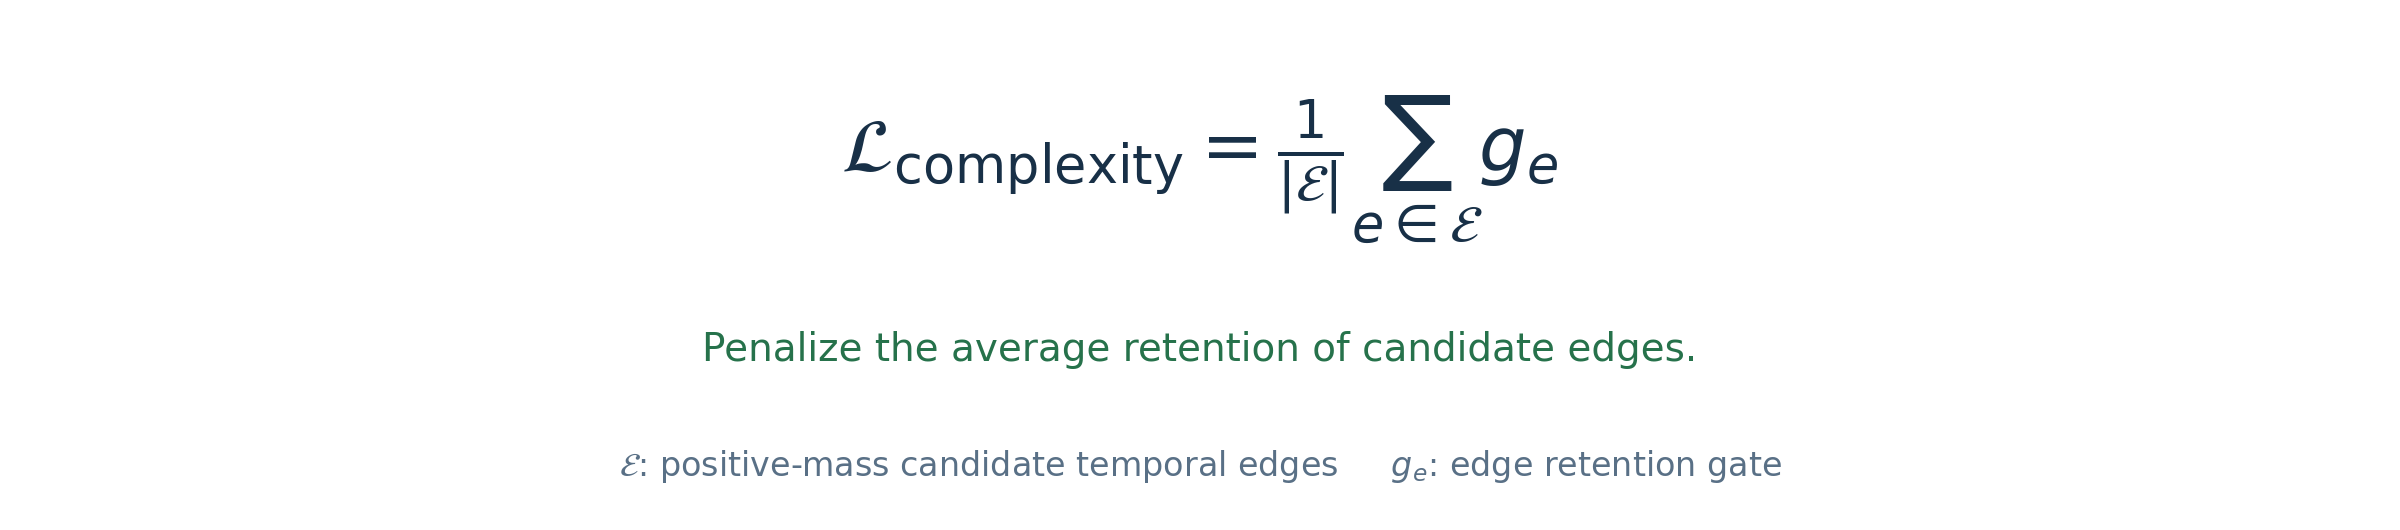 ℒcomplexity = 1/|ℰ| ∑e∈ℰ ge
Penalize the average retention of candidate edges.
ℰ: positive-mass candidate temporal edges ge: edge retention gate